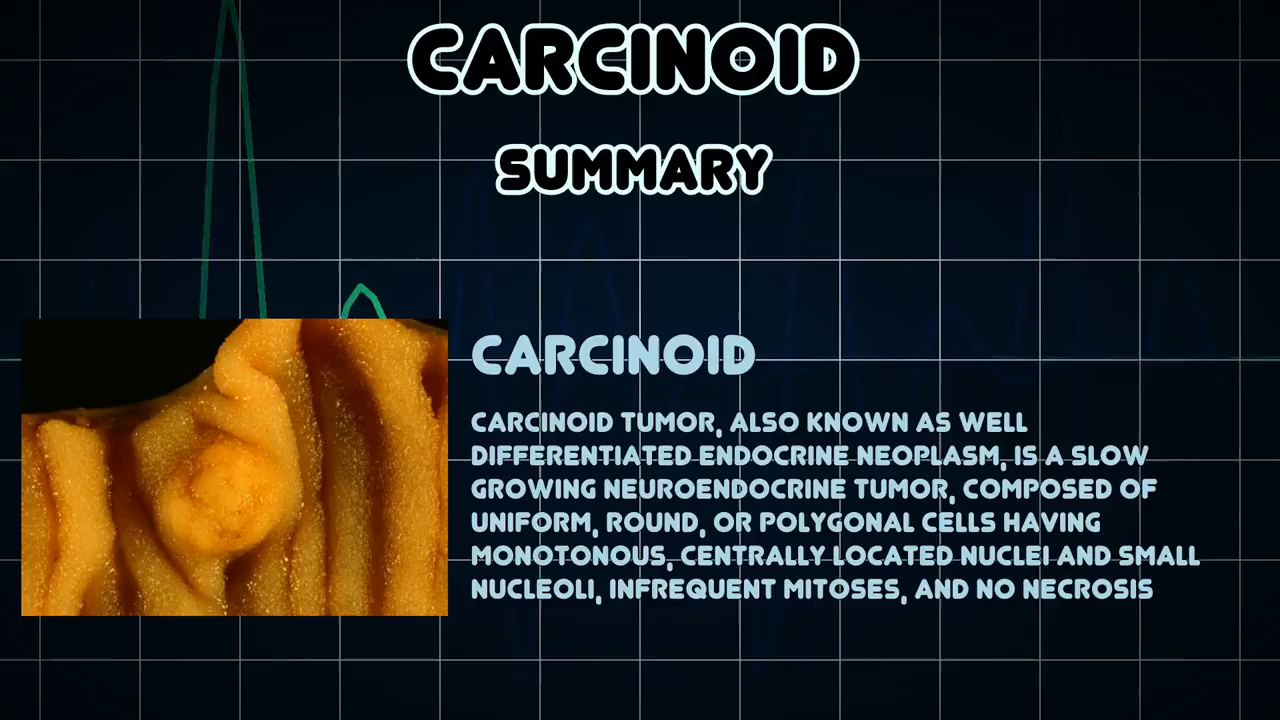 CARCINOID
SUMMARY
CARCINOID
CARCINOID TUMOR, ALSO KNOWN AS WELL
DIFFERENTIATED ENDOCRINE NEOPLASM, IS A SLOW
GROWING NEUROENDOCRINE TUMOR, COMPOSED OF
UNIFORM, ROUND, OR POLYGONAL CELLS HAVING
MONOTONOUS, CENTRALLY LOCATED NUCLEI AND SMALL
NUCLEOLI, INFREQUENT MITOSES, AND NO NECROSIS